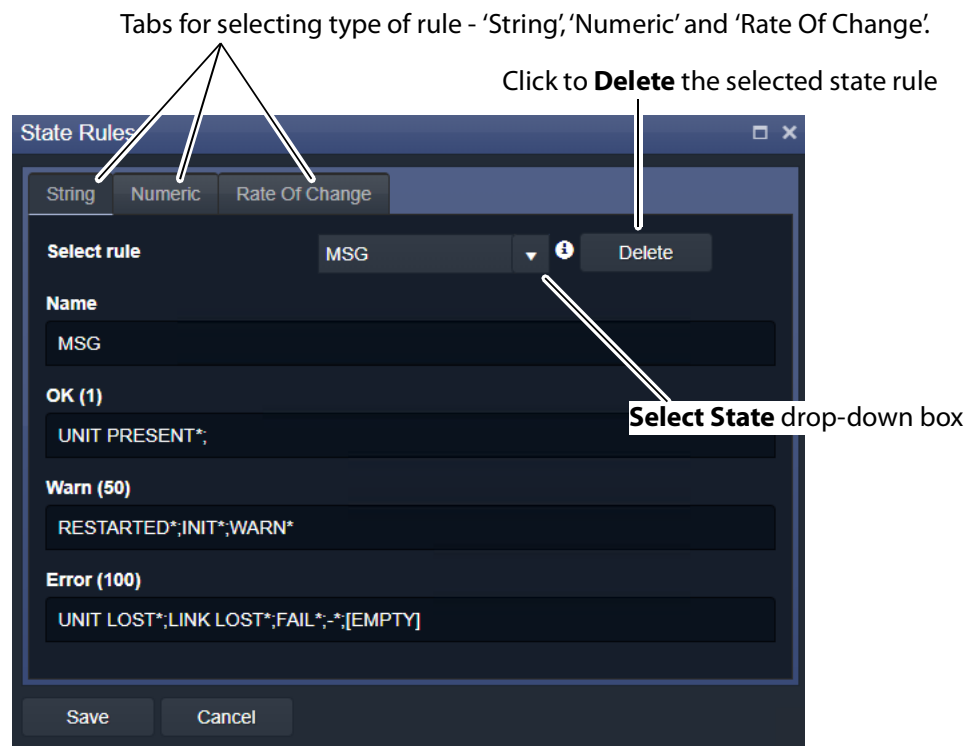 Tabs for selecting type of rule - ‘String’, ‘Numeric’ and ‘Rate Of Change’.
Click to Delete the selected state rule
State Rules
String Numeric Rate Of Change
Select rule MSG Delete
Name
MSG
Select State drop-down box
OK (1)
UNIT PRESENT*;
Warn (50)
RESTARTED*;INIT*;WARN*
Error (100)
UNIT LOST*;LINK LOST*;FAIL*;-*;[EMPTY]
Save Cancel